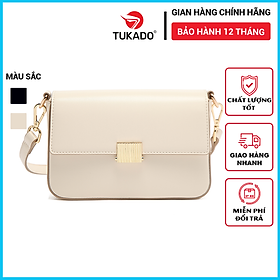 TUKADO®
GIAN HÀNG CHÍNH HÃNG
BẢO HÀNH 12 THÁNG
MÀU SẮC
CHẤT LƯỢNG
TỐT
GIAO HÀNG
NHANH
MIỄN PHÍ
ĐỔI TRẢ